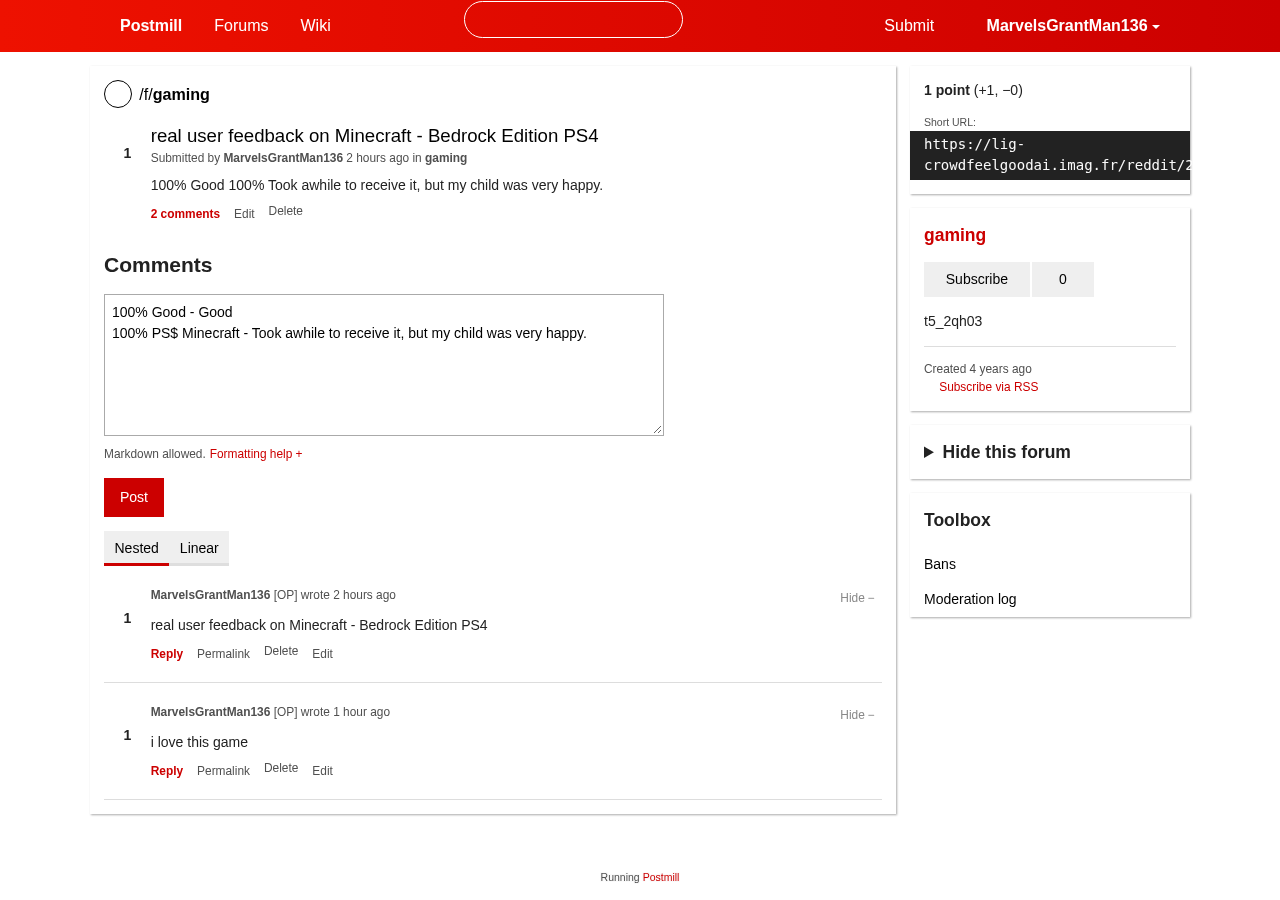 Postmill Forums Wiki Submit MarvelsGrantMan136
/f/gaming
real user feedback on Minecraft - Bedrock Edition PS4
1
Submitted by MarvelsGrantMan136 2 hours ago in gaming
100% Good 100% Took awhile to receive it, but my child was very happy.
2 comments Edit Delete
Comments
100% Good - Good
100% PS$ Minecraft - Took awhile to receive it, but my child was very happy.
Markdown allowed. Formatting help +
Post
Nested Linear
MarvelsGrantMan136 [OP] wrote 2 hours ago
Hide −
1
real user feedback on Minecraft - Bedrock Edition PS4
Reply Permalink Delete Edit
MarvelsGrantMan136 [OP] wrote 1 hour ago
Hide −
1
i love this game
Reply Permalink Delete Edit
1 point (+1, −0)
Short URL:
https://lig-
crowdfeelgoodai.imag.fr/reddit/2
gaming
Subscribe 0
t5_2qh03
Created 4 years ago
Subscribe via RSS
Hide this forum
Toolbox
Bans
Moderation log
Running Postmill